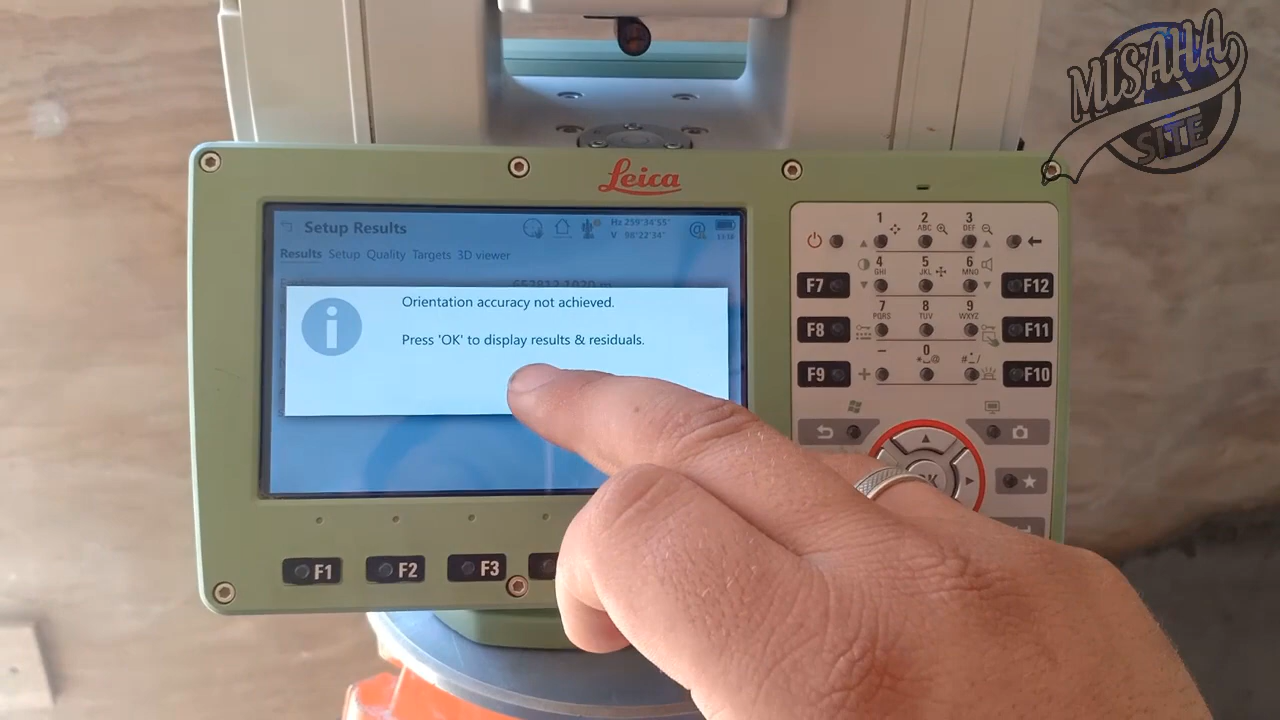 MISAHA
SITE
Leica
Setup Results
Hz 259°34'55"
V 98°22'34"
Results Setup Quality Targets 3D viewer
Orientation accuracy not achieved.
Press 'OK' to display results & residuals.
1 2 3
ABC DEF
4 5 6
GHI JKL MNO
7 8 9
PQRS TUV WXYZ
0
F7 F12
F8 F11
F9 F10
OK
F1 F2 F3